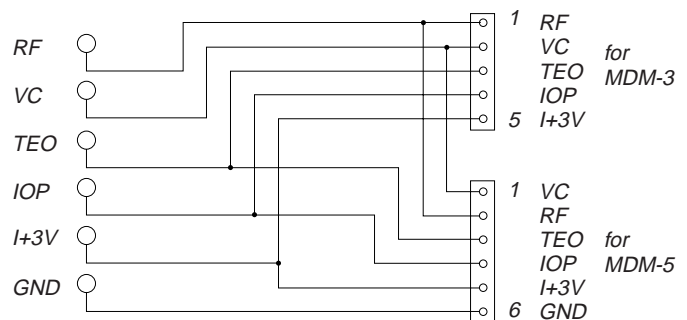 RF
VC
TEO
IOP
I+3V
GND
1 RF
VC
TEO
IOP
5 I+3V
for
MDM-3
1 VC
RF
TEO
IOP
I+3V
6 GND
for
MDM-5